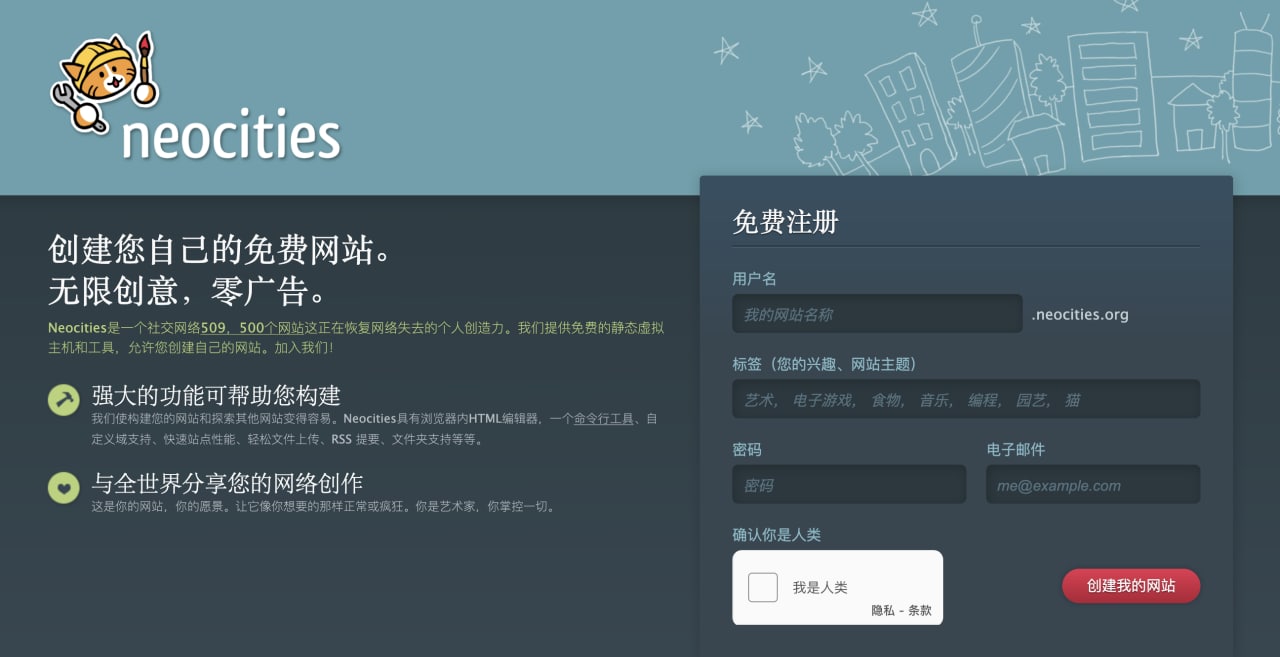 neocities
创建您自己的免费网站。
无限创意，零广告。
Neocities是一个社交网络509，500个网站这正在恢复网络失去的个人创造力。我们提供免费的静态虚拟
主机和工具，允许您创建自己的网站。加入我们！
强大的功能可帮助您构建
我们使构建您的网站和探索其他网站变得容易。Neocities具有浏览器内HTML编辑器，一个命令行工具、自
定义域支持、快速站点性能、轻松文件上传、RSS 提要、文件夹支持等等。
与全世界分享您的网络创作
这是你的网站，你的愿景。让它像你想要的那样正常或疯狂。你是艺术家，你掌控一切。
免费注册
用户名
我的网站名称 .neocities.org
标签（您的兴趣、网站主题）
艺术， 电子游戏， 食物， 音乐， 编程， 园艺， 猫
密码 电子邮件
密码 me@example.com
确认你是人类
我是人类
隐私 - 条款
创建我的网站